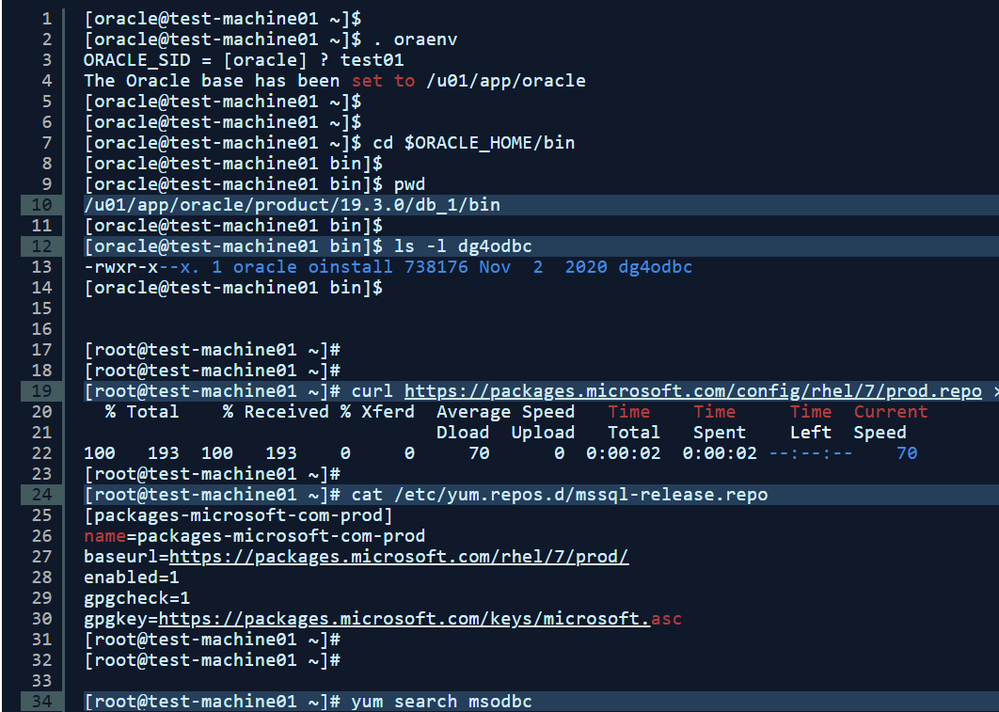 1 [oracle@test-machine01 ~]$
2 [oracle@test-machine01 ~]$ . oraenv
3 ORACLE_SID = [oracle] ? test01
4 The Oracle base has been set to /u01/app/oracle
5 [oracle@test-machine01 ~]$
6 [oracle@test-machine01 ~]$
7 [oracle@test-machine01 ~]$ cd $ORACLE_HOME/bin
8 [oracle@test-machine01 bin]$
9 [oracle@test-machine01 bin]$ pwd
10 /u01/app/oracle/product/19.3.0/db_1/bin
11 [oracle@test-machine01 bin]$
12 [oracle@test-machine01 bin]$ ls -l dg4odbc
13 -rwxr-x--x. 1 oracle oinstall 738176 Nov  2  2020 dg4odbc
14 [oracle@test-machine01 bin]$
15
16
17 [root@test-machine01 ~]#
18 [root@test-machine01 ~]#
19 [root@test-machine01 ~]# curl https://packages.microsoft.com/config/rhel/7/prod.repo >
20   % Total    % Received % Xferd  Average Speed   Time    Time     Time  Current
21                                  Dload  Upload   Total   Spent    Left  Speed
22 100   193  100   193    0     0     70      0  0:00:02  0:00:02 --:--:--    70
23 [root@test-machine01 ~]#
24 [root@test-machine01 ~]# cat /etc/yum.repos.d/mssql-release.repo
25 [packages-microsoft-com-prod]
26 name=packages-microsoft-com-prod
27 baseurl=https://packages.microsoft.com/rhel/7/prod/
28 enabled=1
29 gpgcheck=1
30 gpgkey=https://packages.microsoft.com/keys/microsoft.asc
31 [root@test-machine01 ~]#
32 [root@test-machine01 ~]#
33
34 [root@test-machine01 ~]# yum search msodbc